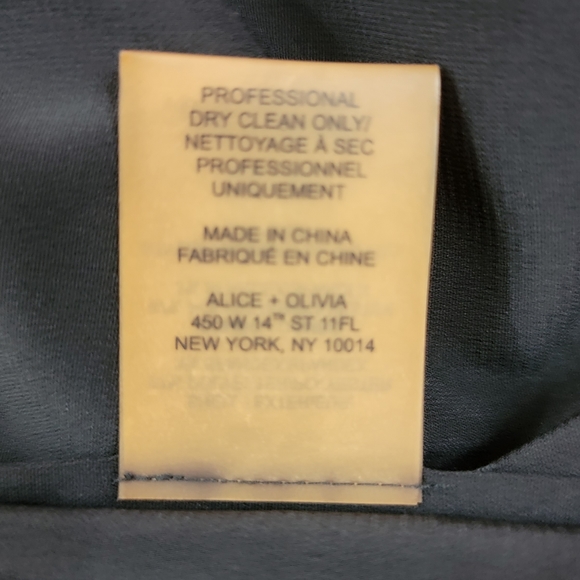 PROFESSIONAL
DRY CLEAN ONLY/
NETTOYAGE À SEC
PROFESSIONNEL
UNIQUEMENT
MADE IN CHINA
FABRIQUÉ EN CHINE
ALICE + OLIVIA
450 W 14TH ST 11FL
NEW YORK, NY 10014